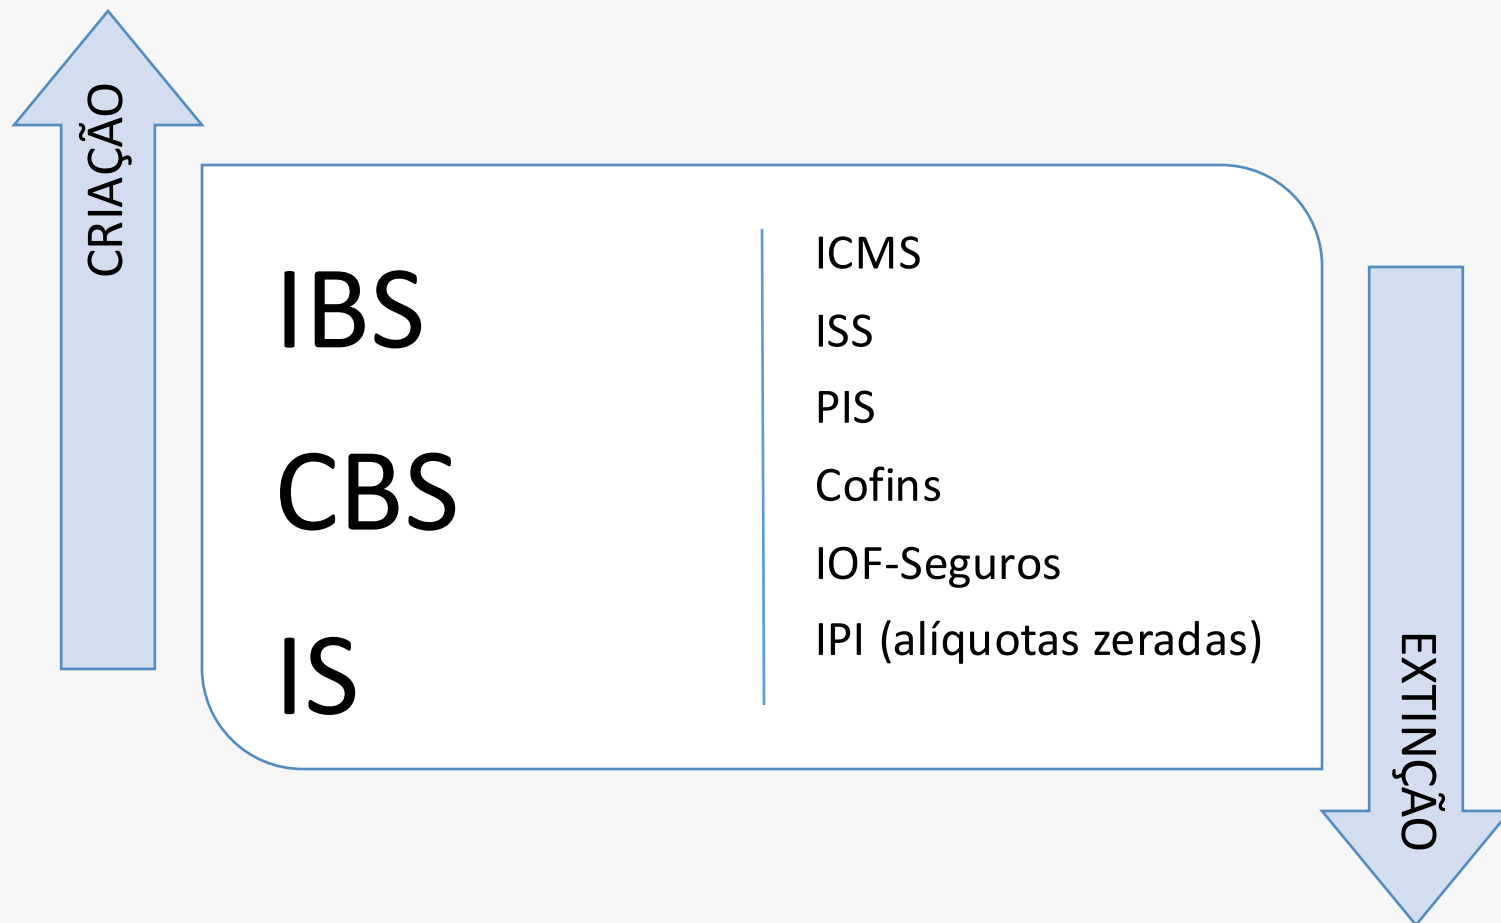 CRIAÇÃO
IBS
CBS
IS
ICMS
ISS
PIS
Cofins
IOF-Seguros
IPI (alíquotas zeradas)
EXTINÇÃO